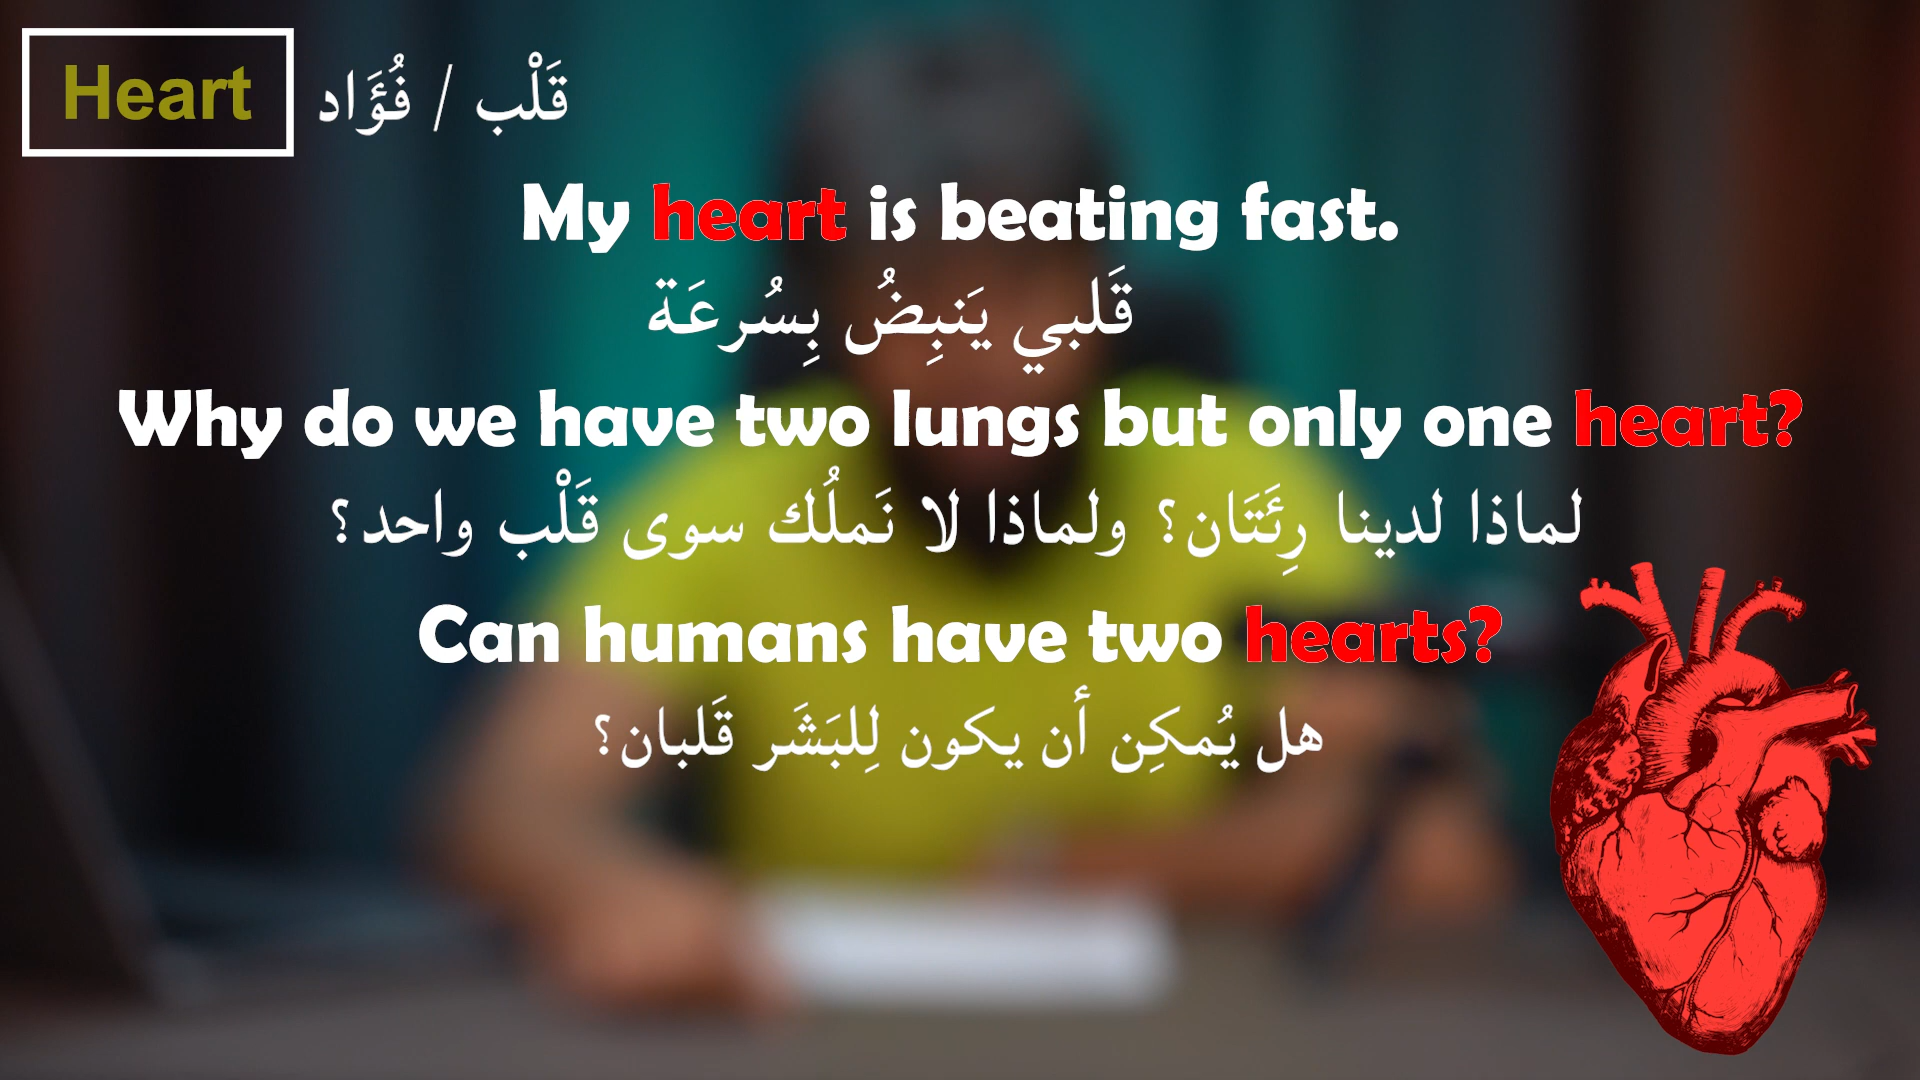 Heart قَلْب / فُؤَاد
My heart is beating fast.
قَلبي يَنبِضُ بِسُرعَة
Why do we have two lungs but only one heart?
لماذا لدينا رِئَتَان؟ ولماذا لا نَملُك سوى قَلْب واحد؟
Can humans have two hearts?
هل يُمكِن أن يكون لِلبَشَر قَلبان؟